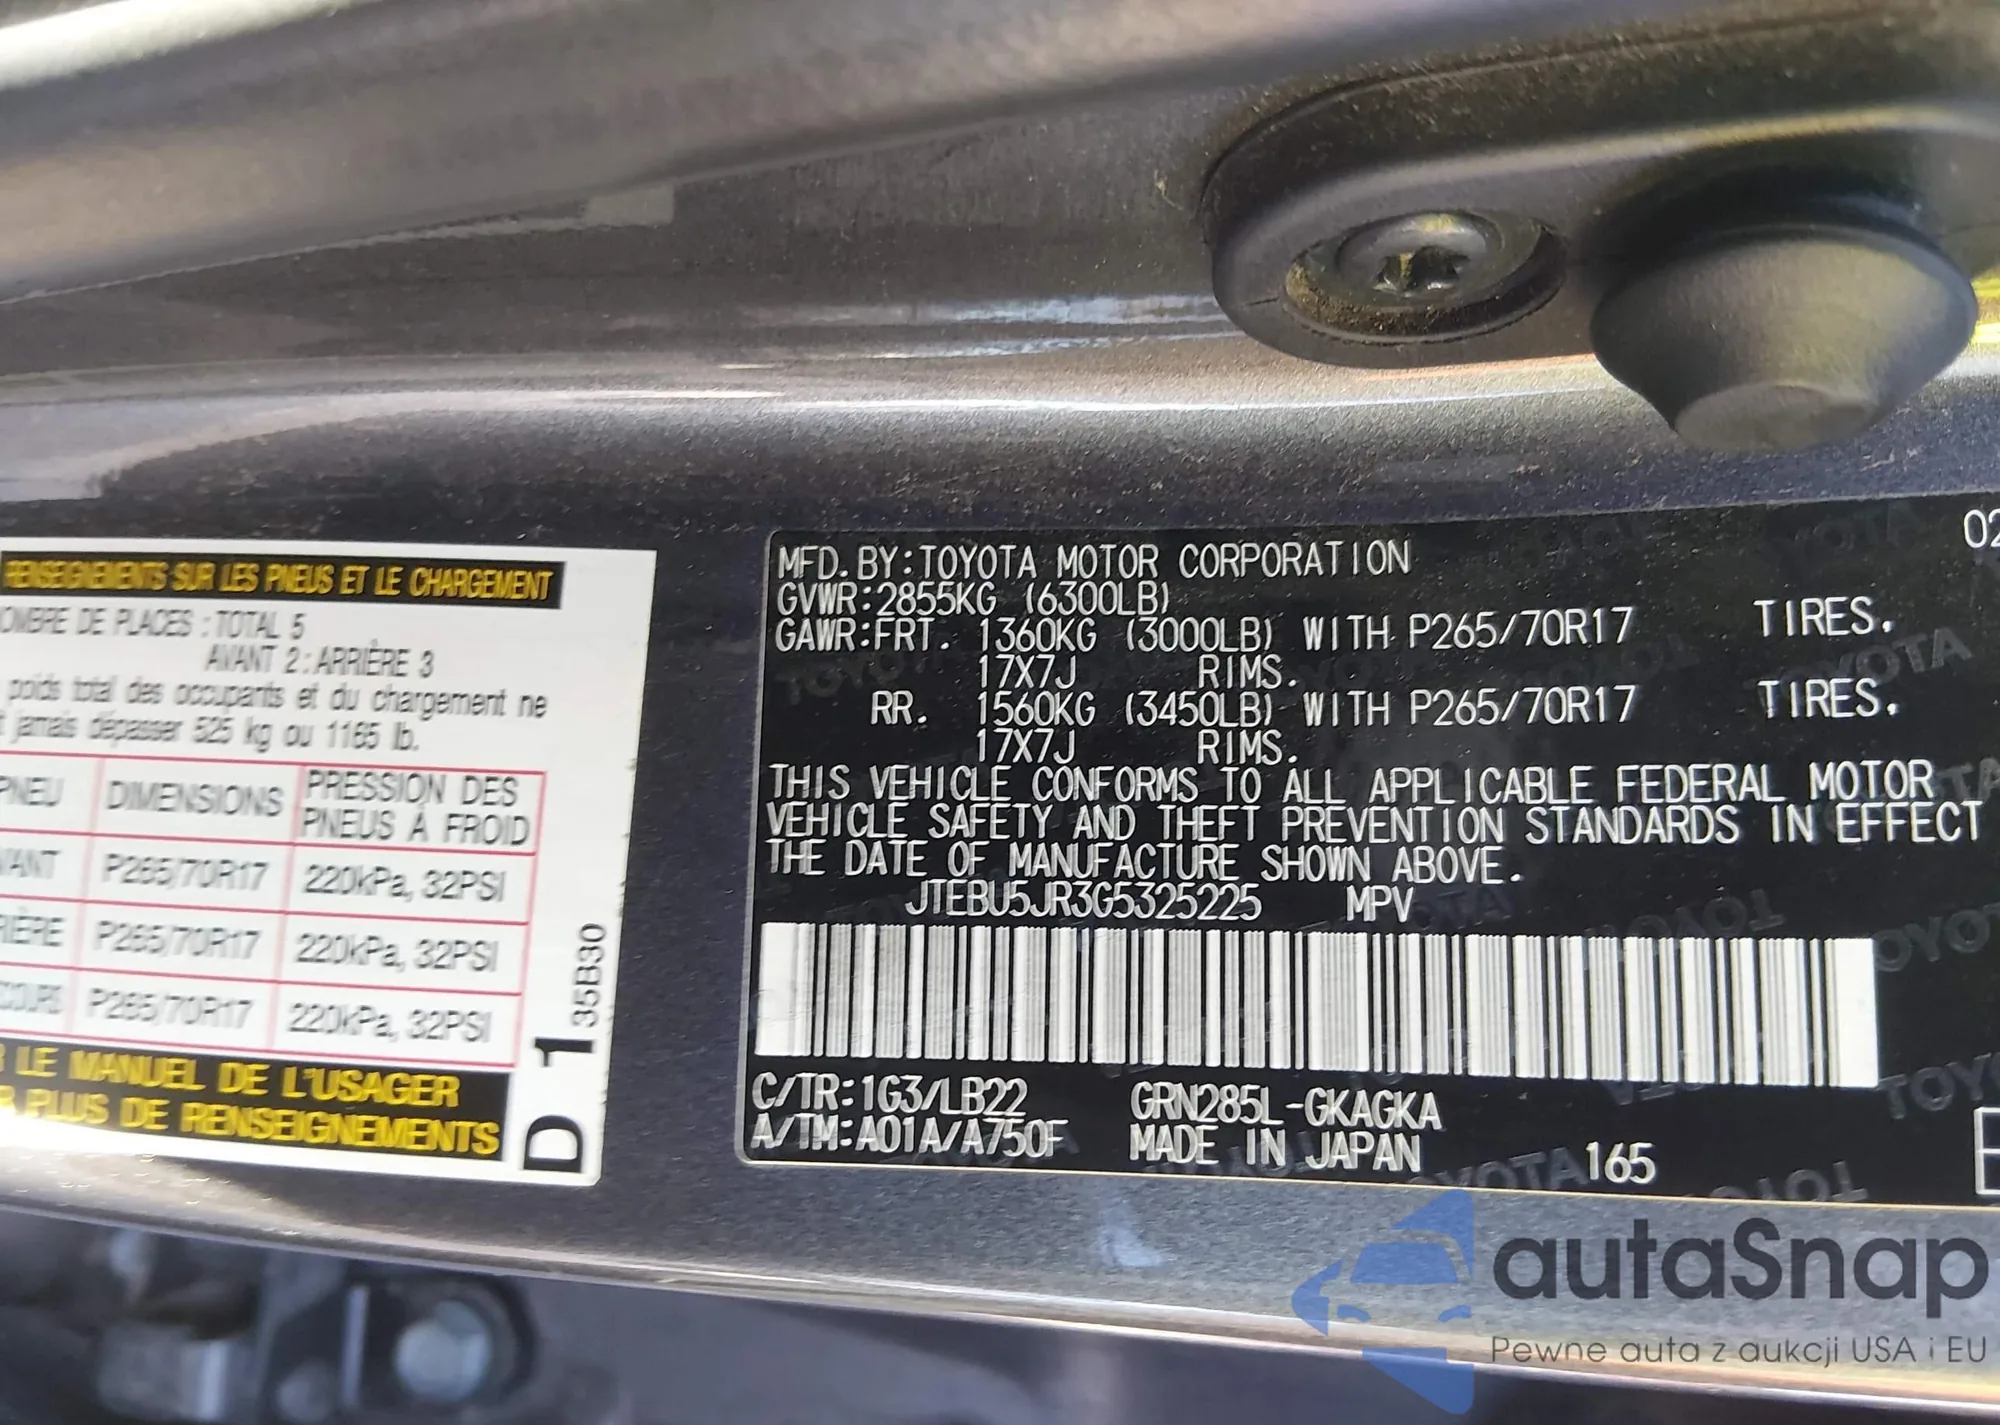 RENSEIGNEMENTS SUR LES PNEUS ET LE CHARGEMENT
NOMBRE DE PLACES : TOTAL 5
AVANT 2 : ARRIÈRE 3
poids total des occupants et du chargement ne
jamais dépasser 525 kg ou 1165 lb.
PNEU DIMENSIONS PRESSION DES PNEUS À FROID
VANT P265/70R17 220kPa, 32PSI
RIÈRE P265/70R17 220kPa, 32PSI
COURS P265/70R17 220kPa, 32PSI
R LE MANUEL DE L'USAGER
R PLUS DE RENSEIGNEMENTS
D 1 35B30
02
MFD. BY: TOYOTA MOTOR CORPORATION
GVWR: 2855KG (6300LB)
GAWR: FRT. 1360KG (3000LB) WITH P265/70R17 TIRES.
17X7J RIMS.
RR. 1560KG (3450LB) WITH P265/70R17 TIRES.
17X7J RIMS.
THIS VEHICLE CONFORMS TO ALL APPLICABLE FEDERAL MOTOR
VEHICLE SAFETY AND THEFT PREVENTION STANDARDS IN EFFECT
THE DATE OF MANUFACTURE SHOWN ABOVE.
JTEBU5JR3G5325225 MPV
C/TR: 1G3/LB22 GRN285L-GKAGKA
A/TM: A01A/A750F MADE IN JAPAN 165
autaSnap
Pewne auta z aukcji USA i EU